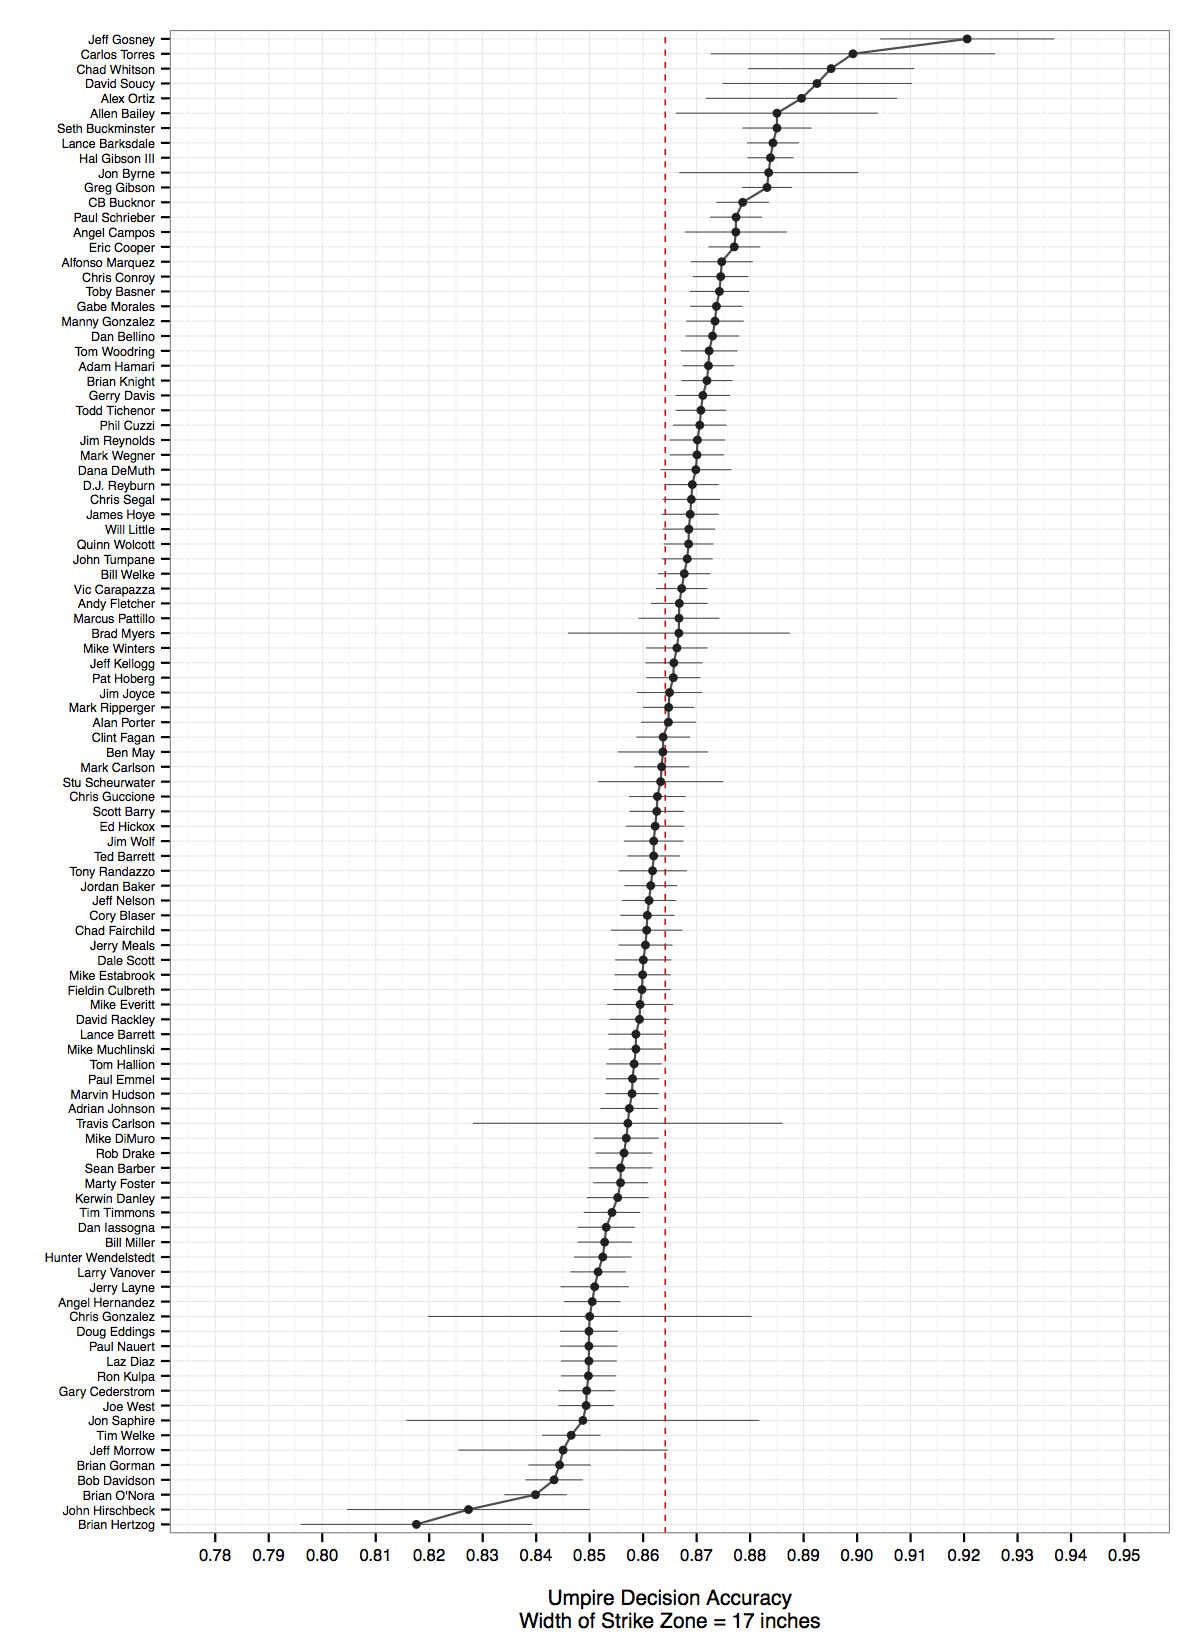 Jeff Gosney
Carlos Torres
Chad Whitson
David Soucy
Alex Ortiz
Allen Bailey
Seth Buckminster
Lance Barksdale
Hal Gibson III
Jon Byrne
Greg Gibson
CB Bucknor
Paul Schrieber
Angel Campos
Eric Cooper
Alfonso Marquez
Chris Conroy
Toby Basner
Gabe Morales
Manny Gonzalez
Dan Bellino
Tom Woodring
Adam Hamari
Brian Knight
Gerry Davis
Todd Tichenor
Phil Cuzzi
Jim Reynolds
Mark Wegner
Dana DeMuth
D.J. Reyburn
Chris Segal
James Hoye
Will Little
Quinn Wolcott
John Tumpane
Bill Welke
Vic Carapazza
Andy Fletcher
Marcus Pattillo
Brad Myers
Mike Winters
Jeff Kellogg
Pat Hoberg
Jim Joyce
Mark Ripperger
Alan Porter
Clint Fagan
Ben May
Mark Carlson
Stu Scheurwater
Chris Guccione
Scott Barry
Ed Hickox
Jim Wolf
Ted Barrett
Tony Randazzo
Jordan Baker
Jeff Nelson
Cory Blaser
Chad Fairchild
Jerry Meals
Dale Scott
Mike Estabrook
Fieldin Culbreth
Mike Everitt
David Rackley
Lance Barrett
Mike Muchlinski
Tom Hallion
Paul Emmel
Marvin Hudson
Adrian Johnson
Travis Carlson
Mike DiMuro
Rob Drake
Sean Barber
Marty Foster
Kerwin Danley
Tim Timmons
Dan Iassogna
Bill Miller
Hunter Wendelstedt
Larry Vanover
Jerry Layne
Angel Hernandez
Chris Gonzalez
Doug Eddings
Paul Nauert
Laz Diaz
Ron Kulpa
Gary Cederstrom
Joe West
Jon Saphire
Tim Welke
Jeff Morrow
Brian Gorman
Bob Davidson
Brian O'Nora
John Hirschbeck
Brian Hertzog
0.78 0.79 0.80 0.81 0.82 0.83 0.84 0.85 0.86 0.87 0.88 0.89 0.90 0.91 0.92 0.93 0.94 0.95
Umpire Decision Accuracy
Width of Strike Zone = 17 inches